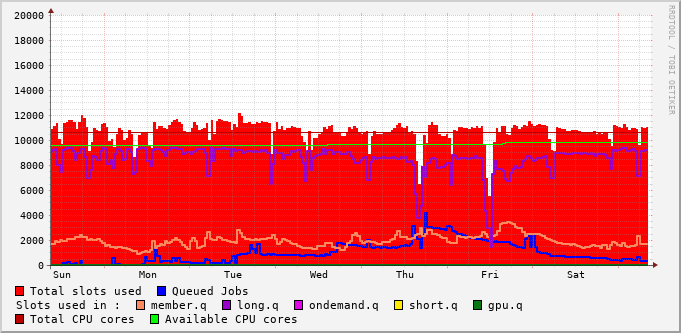 RRDTOOL / TOBI OETIKER
20000
18000
16000
14000
12000
10000
8000
6000
4000
2000
0
Sun Mon Tue Wed Thu Fri Sat
Total slots used Queued Jobs
Slots used in : member.q long.q ondemand.q short.q gpu.q
Total CPU cores Available CPU cores